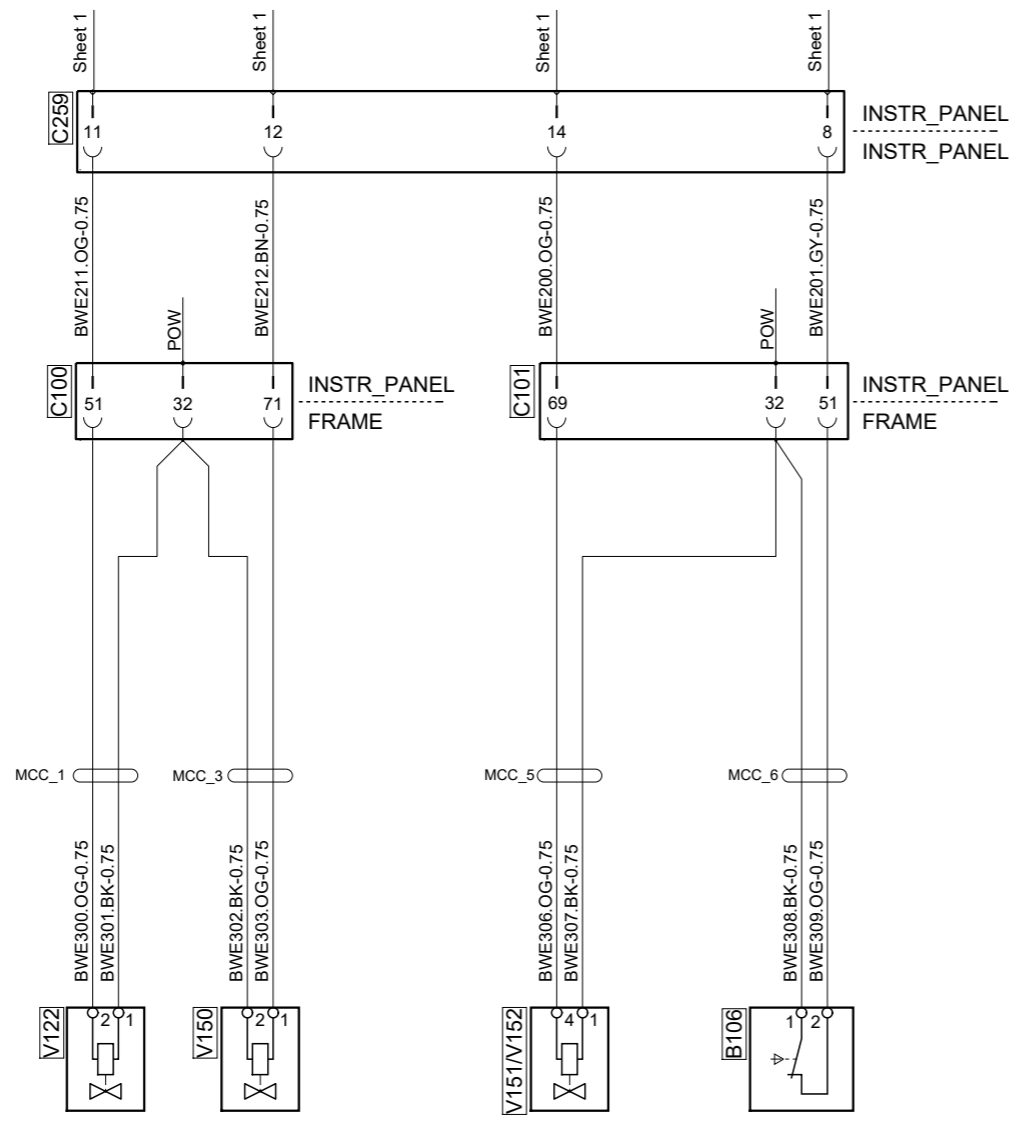 Sheet 1
Sheet 1
Sheet 1
Sheet 1
C259
11
12
14
8
INSTR_PANEL
INSTR_PANEL
BWE211.OG-0.75
BWE212.BN-0.75
BWE200.OG-0.75
BWE201.GY-0.75
POW
POW
C100
51
32
71
INSTR_PANEL
FRAME
C101
69
32
51
INSTR_PANEL
FRAME
MCC_1
MCC_3
MCC_5
MCC_6
BWE300.OG-0.75
BWE301.BK-0.75
BWE302.BK-0.75
BWE303.OG-0.75
BWE306.OG-0.75
BWE307.BK-0.75
BWE308.BK-0.75
BWE309.OG-0.75
V122
2
1
V150
2
1
V151/V152
4
1
B106
1
2